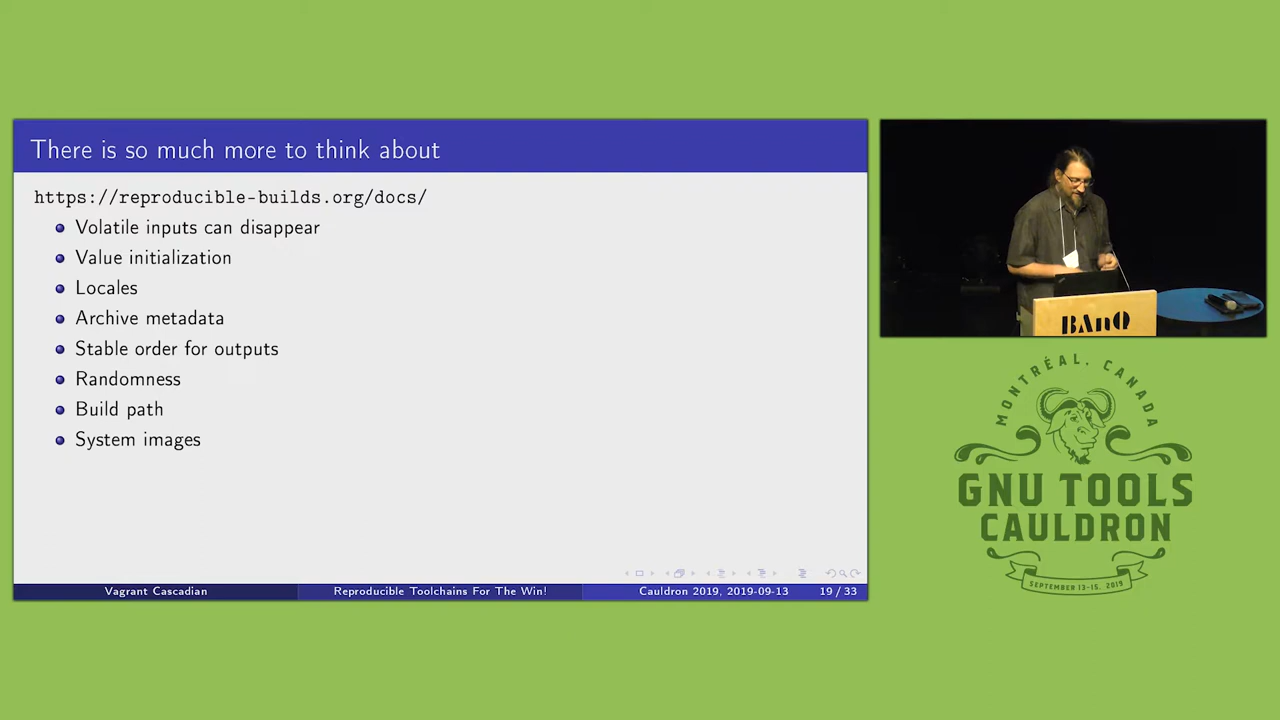 There is so much more to think about
https://reproducible-builds.org/docs/
Volatile inputs can disappear
Value initialization
Locales
Archive metadata
Stable order for outputs
Randomness
Build path
System images
Vagrant Cascadian
Reproducible Toolchains For The Win!
Cauldron 2019, 2019-09-13
19 / 33
BAnQ
MONTRÉAL, CANADA
GNU TOOLS
CAULDRON
SEPTEMBER 13-15, 2019